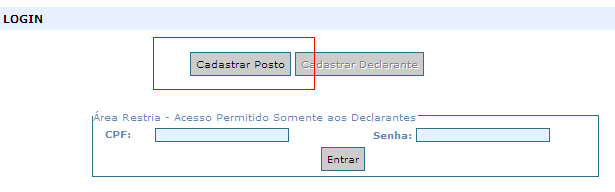 LOGIN
Cadastrar Posto Cadastrar Declarante
Área Restria - Acesso Permitido Somente aos Declarantes
CPF: Senha:
Entrar